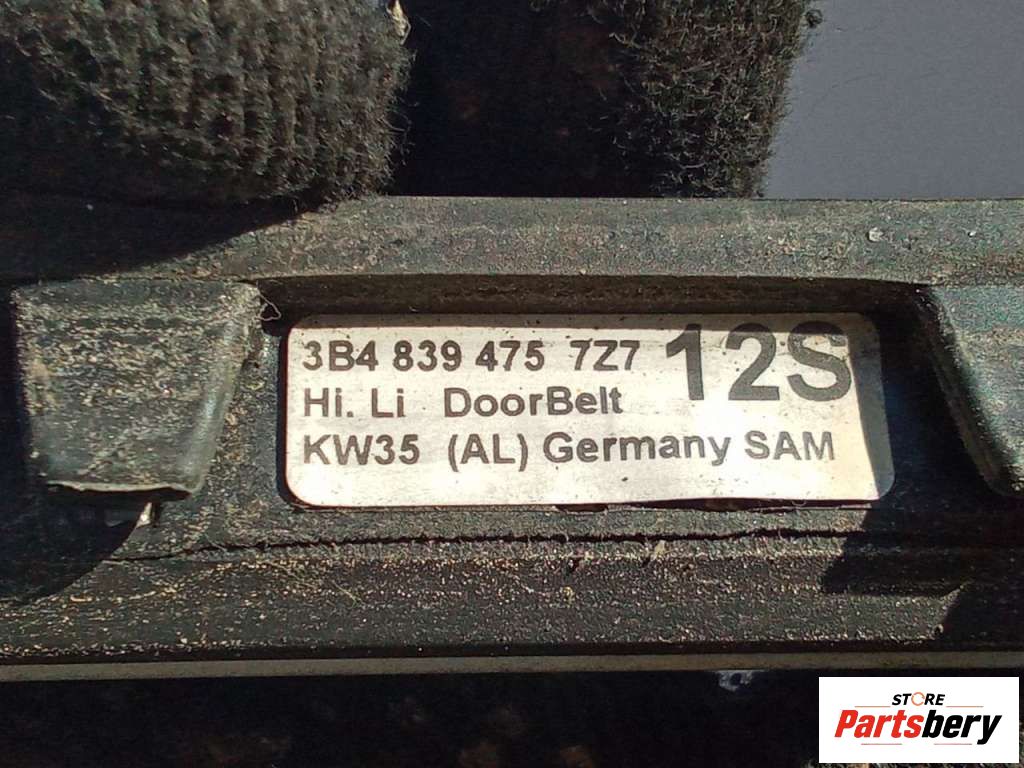 3B4 839 475 7Z7 12S
Hi. Li DoorBelt
KW35 (AL) Germany SAM
STORE
Partsbery